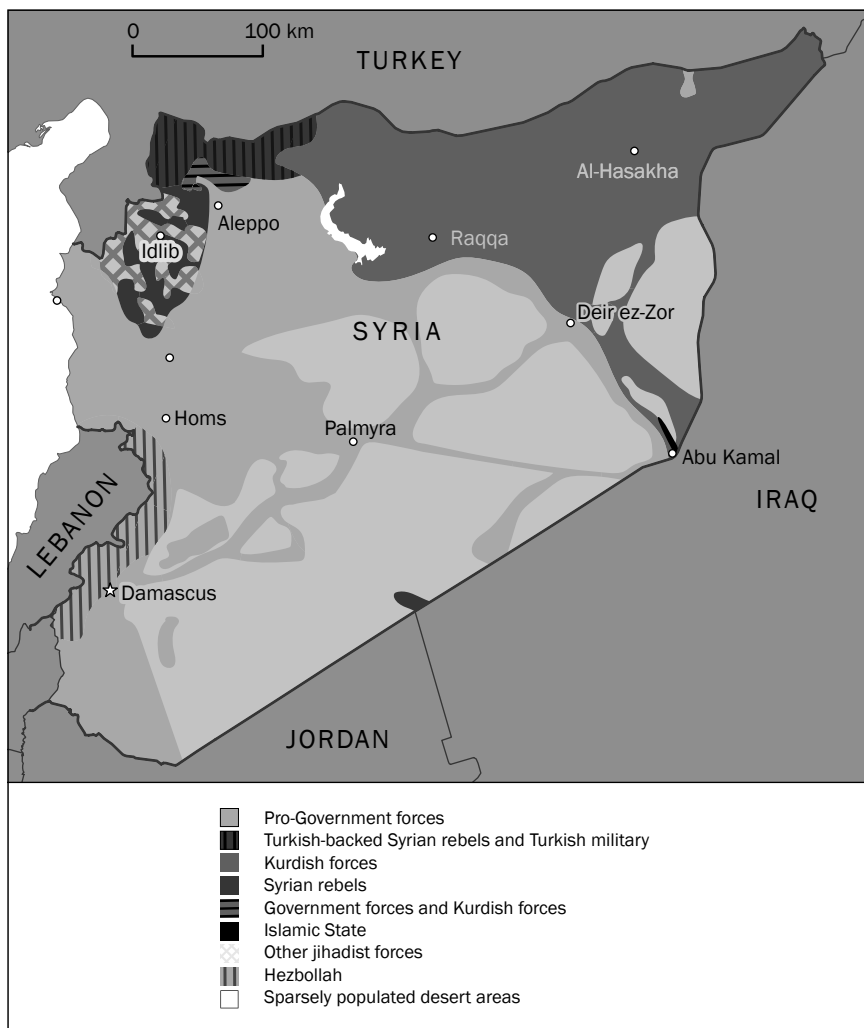 0 100 km
TURKEY
Al-Hasakha
Aleppo
Raqqa
Idlib
SYRIA
Deir ez-Zor
Homs
Palmyra
Abu Kamal
IRAQ
LEBANON
Damascus
JORDAN
Pro-Government forces
Turkish-backed Syrian rebels and Turkish military
Kurdish forces
Syrian rebels
Government forces and Kurdish forces
Islamic State
Other jihadist forces
Hezbollah
Sparsely populated desert areas